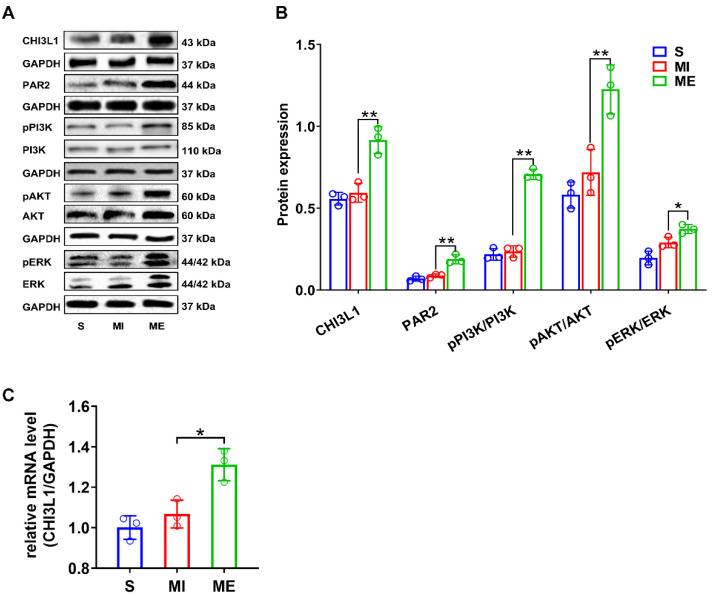 A
CHI3L1 43 kDa
GAPDH 37 kDa
PAR2 44 kDa
GAPDH 37 kDa
pPI3K 85 kDa
PI3K 110 kDa
GAPDH 37 kDa
pAKT 60 kDa
AKT 60 kDa
GAPDH 37 kDa
pERK 44/42 kDa
ERK 44/42 kDa
GAPDH 37 kDa
S MI ME
B
Protein expression
1.5
1.0
0.5
0.0
** ** ** ** *
S
MI
ME
CHI3L1 PAR2 pPI3K/PI3K pAKT/AKT pERK/ERK
C
relative mRNA level
(CHI3L1/GAPDH)
1.6
1.4
1.2
1.0
0.8
*
S MI ME